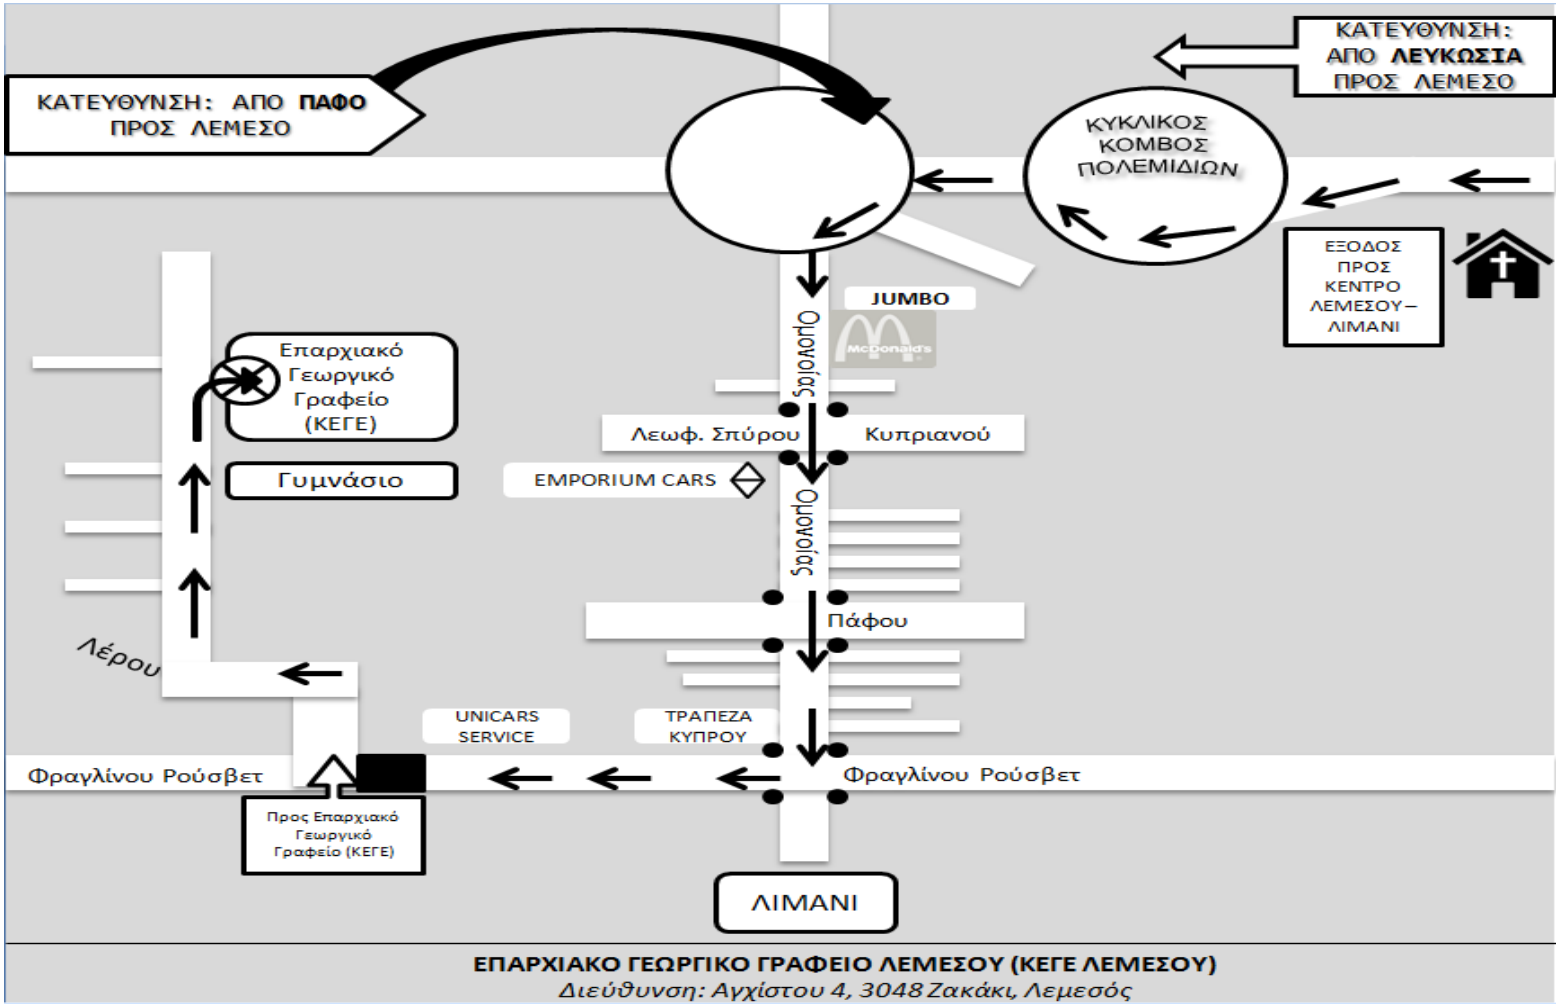 ΚΑΤΕΥΘΥΝΣΗ:
ΑΠΟ ΛΕΥΚΩΣΙΑ
ΠΡΟΣ ΛΕΜΕΣΟ
ΚΑΤΕΥΘΥΝΣΗ: ΑΠΟ ΠΑΦΟ
ΠΡΟΣ ΛΕΜΕΣΟ
ΚΥΚΛΙΚΟΣ
ΚΟΜΒΟΣ
ΠΟΛΕΜΙΔΙΩΝ
ΕΞΟΔΟΣ
ΠΡΟΣ
ΚΕΝΤΡΟ
ΛΕΜΕΣΟΥ –
ΛΙΜΑΝΙ
JUMBO
McDonald's
Ομονοίας
Επαρχιακό
Γεωργικό
Γραφείο
(ΚΕΓΕ)
Λεωφ. Σπύρου Κυπριανού
Γυμνάσιο
EMPORIUM CARS
Ομονοίας
Πάφου
Λέρου
UNICARS
SERVICE
ΤΡΑΠΕΖΑ
ΚΥΠΡΟΥ
Φραγλίνου Ρούσβετ
Φραγλίνου Ρούσβετ
Προς Επαρχιακό
Γεωργικό
Γραφείο (ΚΕΓΕ)
ΛΙΜΑΝΙ
ΕΠΑΡΧΙΑΚΟ ΓΕΩΡΓΙΚΟ ΓΡΑΦΕΙΟ ΛΕΜΕΣΟΥ (ΚΕΓΕ ΛΕΜΕΣΟΥ)
Διεύθυνση: Αγχίστου 4, 3048 Ζακάκι, Λεμεσός